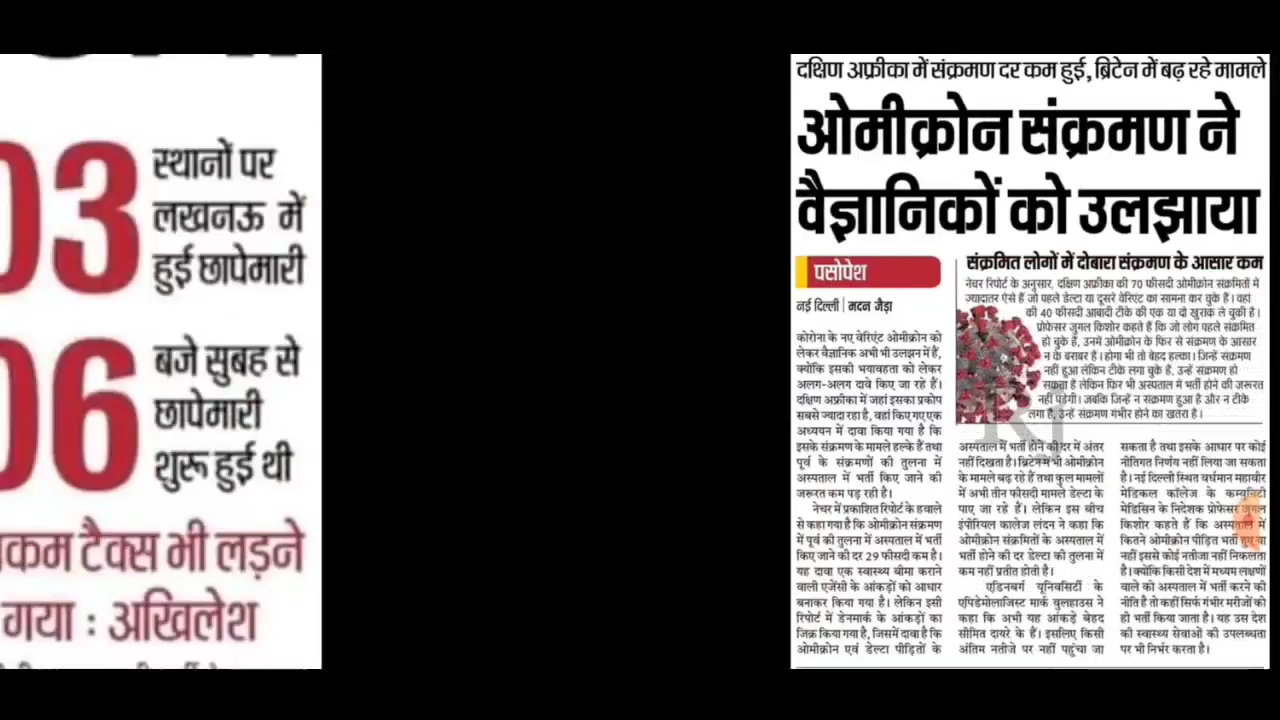 03
स्थानों पर
लखनऊ में
हुई छापेमारी
06
बजे सुबह से
छापेमारी
शुरू हुई थी
कम टैक्स भी लड़ने
गया : अखिलेश
दक्षिण अफ्रीका में संक्रमण दर कम हुई, ब्रिटेन में बढ़ रहे मामले
ओमीक्रोन संक्रमण ने
वैज्ञानिकों को उलझाया
पसोपेश
नई दिल्ली | मदन जैड़ा
कोरोना के नए वेरिएंट ओमीक्रोन को
लेकर वैज्ञानिक अभी भी उलझन में हैं,
क्योंकि इसकी भयावहता को लेकर
अलग-अलग दावे किए जा रहे हैं।
दक्षिण अफ्रीका में जहां इसका प्रकोप
सबसे ज्यादा रहा है, वहां किए गए एक
अध्ययन में दावा किया गया है कि
इसके संक्रमण के मामले हल्के हैं तथा
पूर्व के संक्रमणों की तुलना में
अस्पताल में भर्ती किए जाने की
जरूरत कम पड़ रही है।
नेचर में प्रकाशित रिपोर्ट के हवाले
से कहा गया है कि ओमीक्रोन संक्रमण
में पूर्व की तुलना में अस्पताल में भर्ती
किए जाने की दर 29 फीसदी कम है।
यह दावा एक स्वास्थ्य बीमा कराने
वाली एजेंसी के आंकड़ों को आधार
बनाकर किया गया है। लेकिन इसी
रिपोर्ट में डेनमार्क के आंकड़ों का
जिक्र किया गया है, जिसमें दावा है कि
ओमीक्रोन एवं डेल्टा पीड़ितों के
संक्रमित लोगों में दोबारा संक्रमण के आसार कम
नेचर रिपोर्ट के अनुसार, दक्षिण अफ्रीका की 70 फीसदी ओमीक्रोन संक्रमितों में
ज्यादातर ऐसे हैं जो पहले डेल्टा या दूसरे वेरिएंट का सामना कर चुके हैं। वहां
की 40 फीसदी आबादी टीके की एक या दो खुराक ले चुकी है।
प्रोफेसर जुगल किशोर कहते हैं कि जो लोग पहले संक्रमित
हो चुके हैं, उनमें ओमीक्रोन के फिर से संक्रमण के आसार
न के बराबर हैं। होगा भी तो बेहद हल्का। जिन्हें संक्रमण
नहीं हुआ लेकिन टीके लगा चुके हैं, उन्हें संक्रमण हो
सकता है लेकिन फिर भी अस्पताल में भर्ती होने की जरूरत
नहीं पड़ेगी। जबकि जिन्हें न संक्रमण हुआ है और न टीके
लगा है, उन्हें संक्रमण गंभीर होने का खतरा है।
अस्पताल में भर्ती होने की दर में अंतर
नहीं दिखता है। ब्रिटेन में भी ओमीक्रोन
के मामले बढ़ रहे हैं तथा कुल मामलों
में अभी तीन फीसदी मामले डेल्टा के
पाए जा रहे हैं। लेकिन इस बीच
इंपीरियल कालेज लंदन ने कहा कि
ओमीक्रोन संक्रमितों के अस्पताल में
भर्ती होने की दर डेल्टा की तुलना में
कम नहीं प्रतीत होती है।
एडिनबर्ग यूनिवर्सिटी के
एपिडेमोलाजिस्ट मार्क वुलहाउस ने
कहा कि अभी यह आंकड़े बेहद
सीमित दायरे के हैं। इसलिए किसी
अंतिम नतीजे पर नहीं पहुंचा जा
सकता है तथा इसके आधार पर कोई
नीतिगत निर्णय नहीं लिया जा सकता
है। नई दिल्ली स्थित वर्धमान महावीर
मेडिकल कॉलेज के कम्युनिटी
मेडिसिन के निदेशक प्रोफेसर जुगल
किशोर कहते हैं कि अस्पताल में
कितने ओमीक्रोन पीड़ित भर्ती हुए या
नहीं इससे कोई नतीजा नहीं निकलता
है। क्योंकि किसी देश में मध्यम लक्षणों
वाले को अस्पताल में भर्ती करने की
नीति है तो कहीं सिर्फ गंभीर मरीजों को
ही भर्ती किया जाता है। यह उस देश
की स्वास्थ्य सेवाओं की उपलब्धता
पर भी निर्भर करता है।